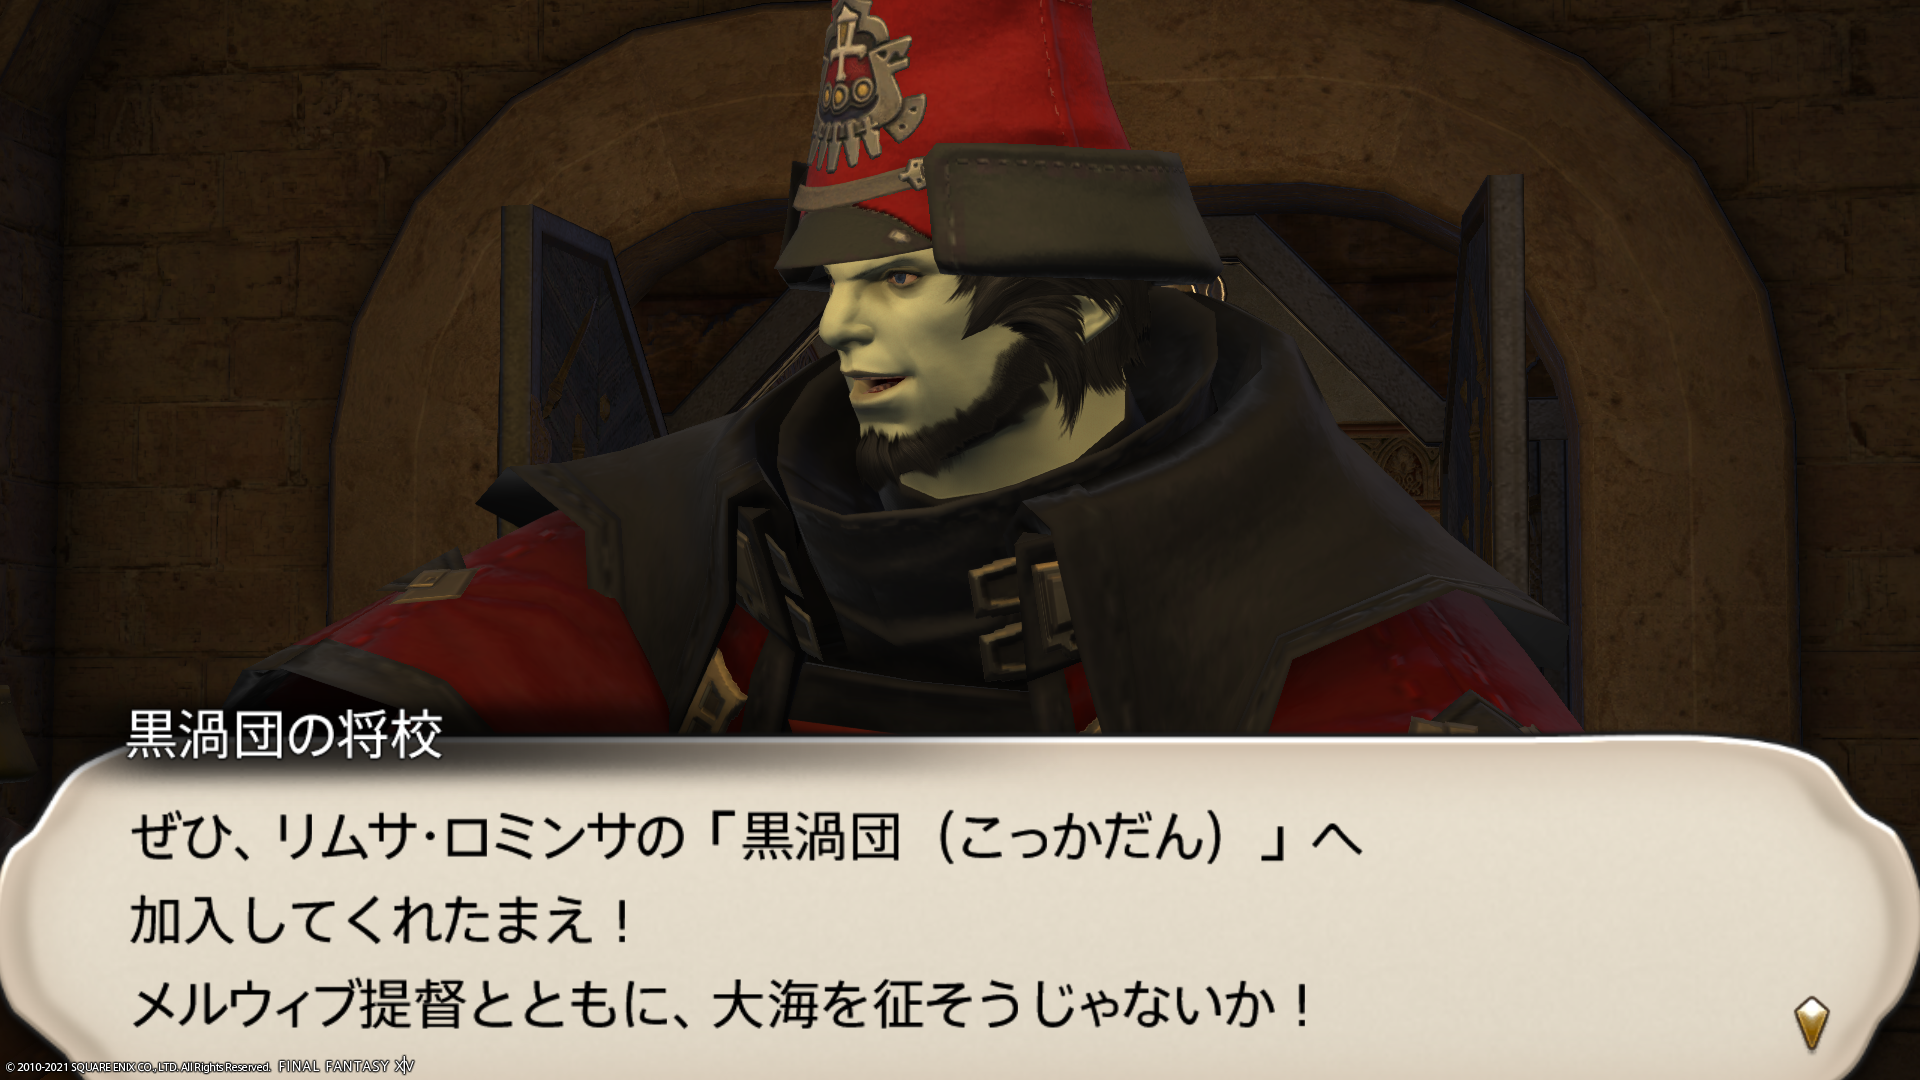 黒渦団の将校
ぜひ、リムサ・ロミンサの「黒渦団（こっかだん）」へ
加入してくれたまえ！
メルウィブ提督とともに、大海を征そうじゃないか！
© 2010-2021 SQUARE ENIX CO., LTD. All Rights Reserved. FINAL FANTASY XIV